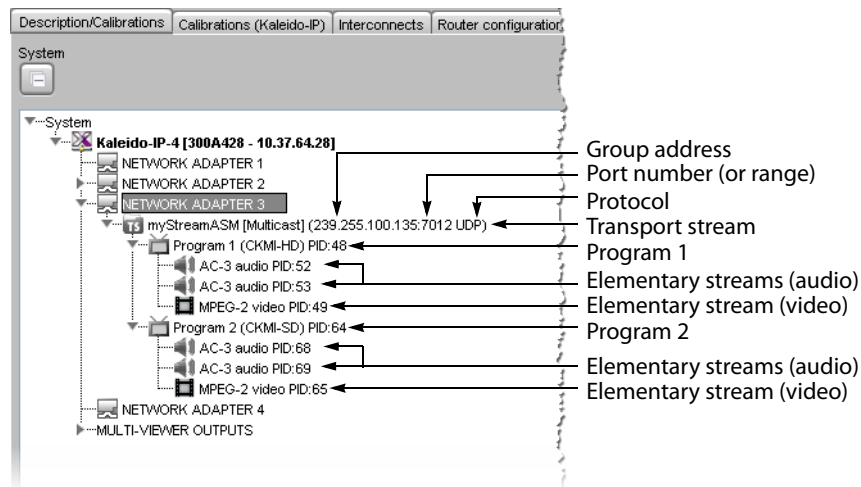 Description/Calibrations Calibrations (Kaleido-IP) Interconnects Router configuration
System
System
Kaleido-IP-4 [300A428 - 10.37.64.28]
NETWORK ADAPTER 1
NETWORK ADAPTER 2
NETWORK ADAPTER 3
TS myStreamASM [Multicast] (239.255.100.135:7012 UDP)
Program 1 (CKMI-HD) PID:48
AC-3 audio PID:52
AC-3 audio PID:53
MPEG-2 video PID:49
Program 2 (CKMI-SD) PID:64
AC-3 audio PID:68
AC-3 audio PID:69
MPEG-2 video PID:65
NETWORK ADAPTER 4
MULTI-VIEWER OUTPUTS
Group address
Port number (or range)
Protocol
Transport stream
Program 1
Elementary streams (audio)
Elementary stream (video)
Program 2
Elementary streams (audio)
Elementary stream (video)